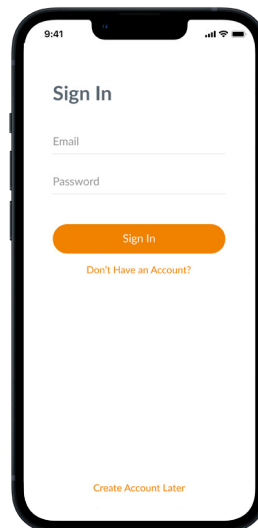 9:41
Sign In
Email
Password
Sign In
Don't Have an Account?
Create Account Later